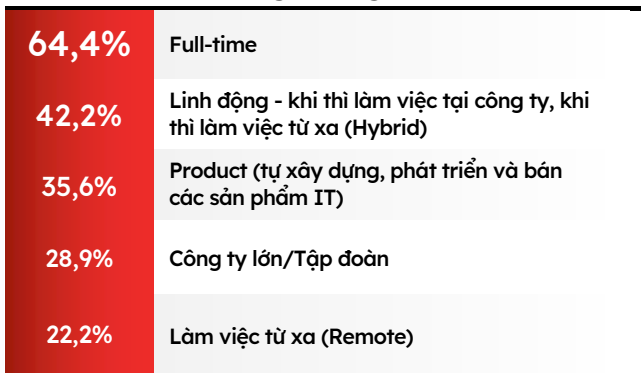 64,4%
Full-time
42,2%
Linh động - khi thì làm việc tại công ty, khi
thì làm việc từ xa (Hybrid)
35,6%
Product (tự xây dựng, phát triển và bán
các sản phẩm IT)
28,9%
Công ty lớn/Tập đoàn
22,2%
Làm việc từ xa (Remote)